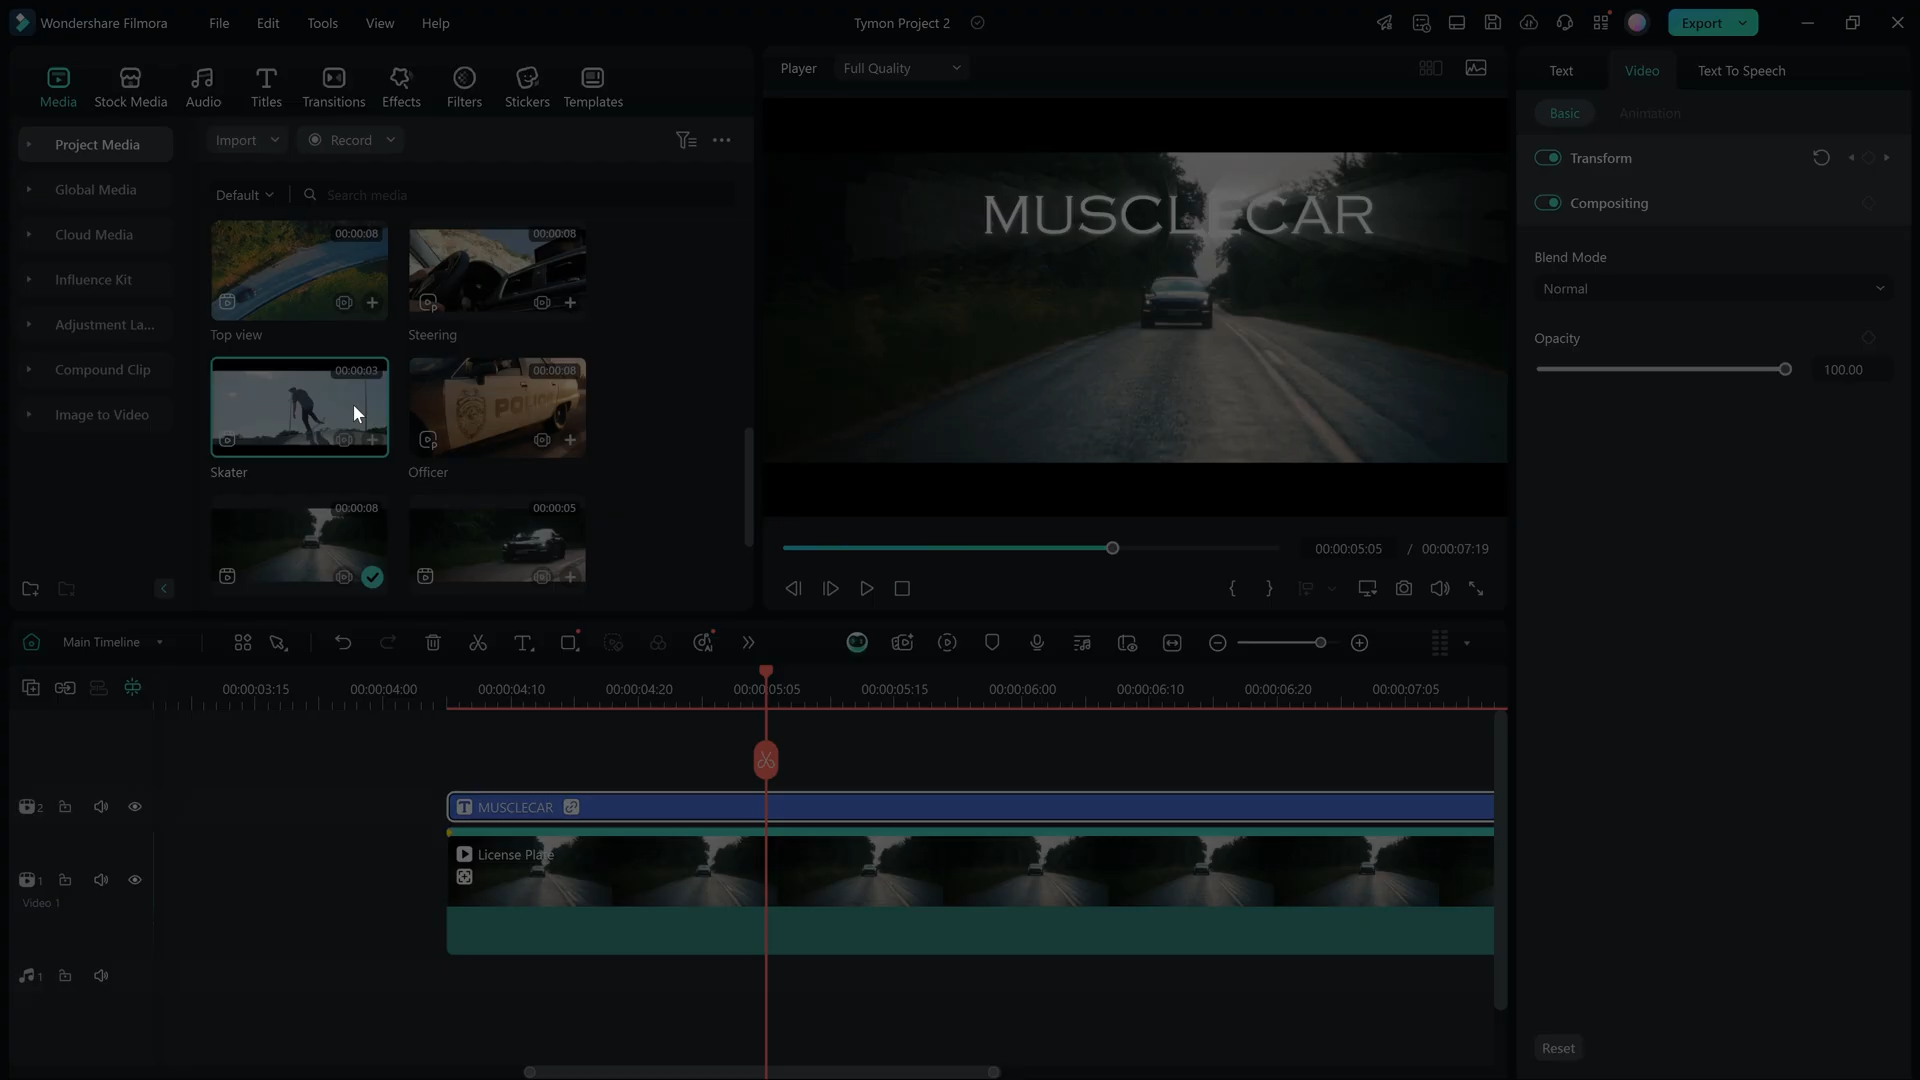 Wondershare Filmora
File
Edit
Tools
View
Help
Tymon Project 2
Export
Media
Stock Media
Audio
Titles
Transitions
Effects
Filters
Stickers
Templates
Player
Full Quality
Text
Video
Text To Speech
Basic
Animation
Project Media
Global Media
Cloud Media
Influence Kit
Adjustment La...
Compound Clip
Image to Video
Import
Record
Default
Search media
00:00:08
Top view
00:00:08
Steering
00:00:03
Skater
00:00:08
POLICE
Officer
00:00:08
00:00:05
MUSCLECAR
00:00:05:05 / 00:00:07:19
Transform
Compositing
Blend Mode
Normal
Opacity
100.00
Reset
Main Timeline
00:00:03:15
00:00:04:00
00:00:04:10
00:00:04:20
00:00:05:05
00:00:05:15
00:00:06:00
00:00:06:10
00:00:06:20
00:00:07:05
2
MUSCLECAR
1
Video 1
License Plate
1